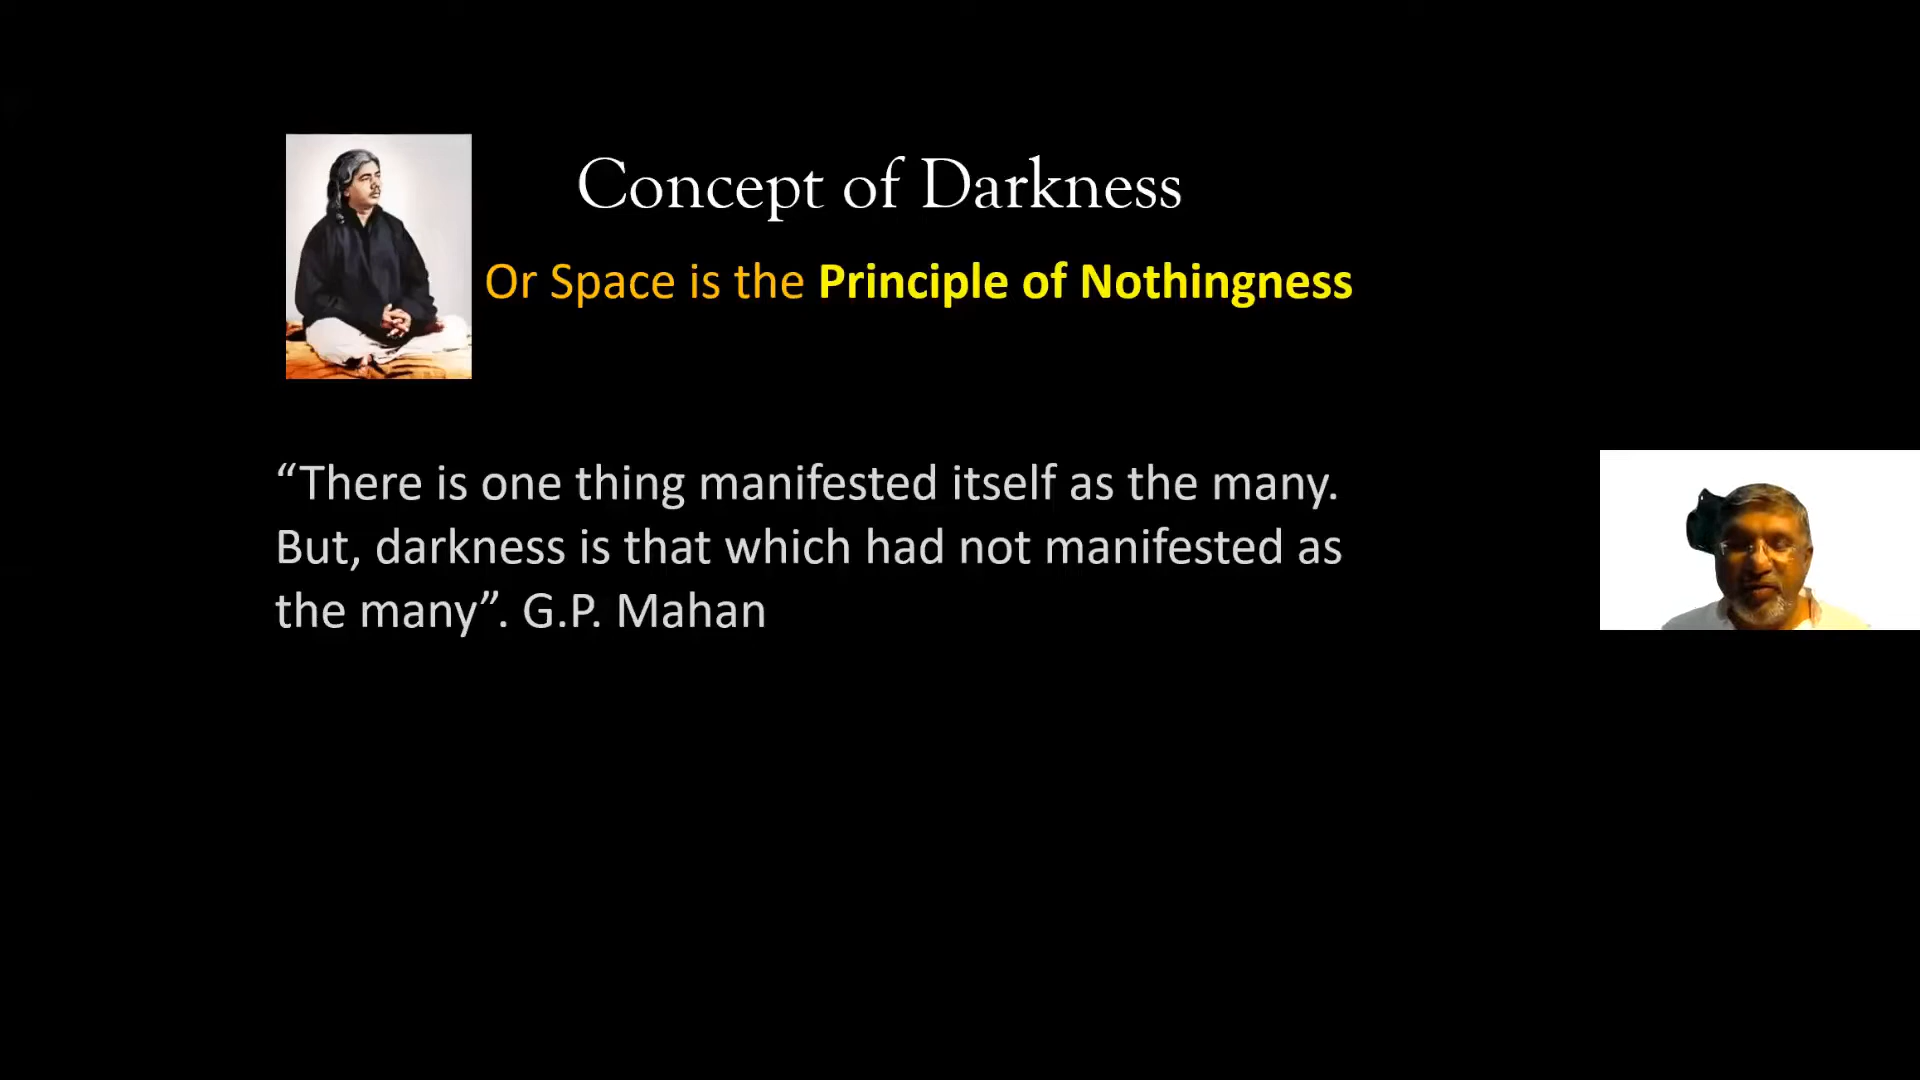 Concept of Darkness
Or Space is the Principle of Nothingness
“There is one thing manifested itself as the many.
But, darkness is that which had not manifested as
the many”. G.P. Mahan